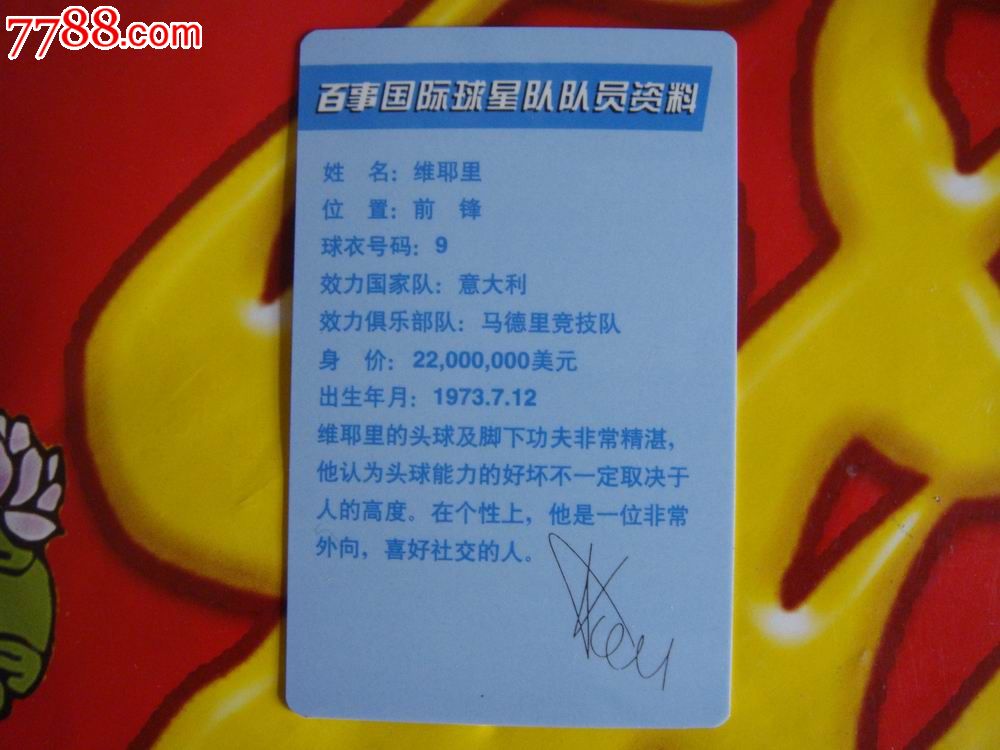 7788.com
百事国际球星队队员资料
姓 名：维耶里
位 置：前 锋
球衣号码：9
效力国家队：意大利
效力俱乐部队：马德里竞技队
身 价：22,000,000美元
出生年月：1973.7.12
维耶里的头球及脚下功夫非常精湛，
他认为头球能力的好坏不一定取决于
人的高度。在个性上，他是一位非常
外向，喜好社交的人。